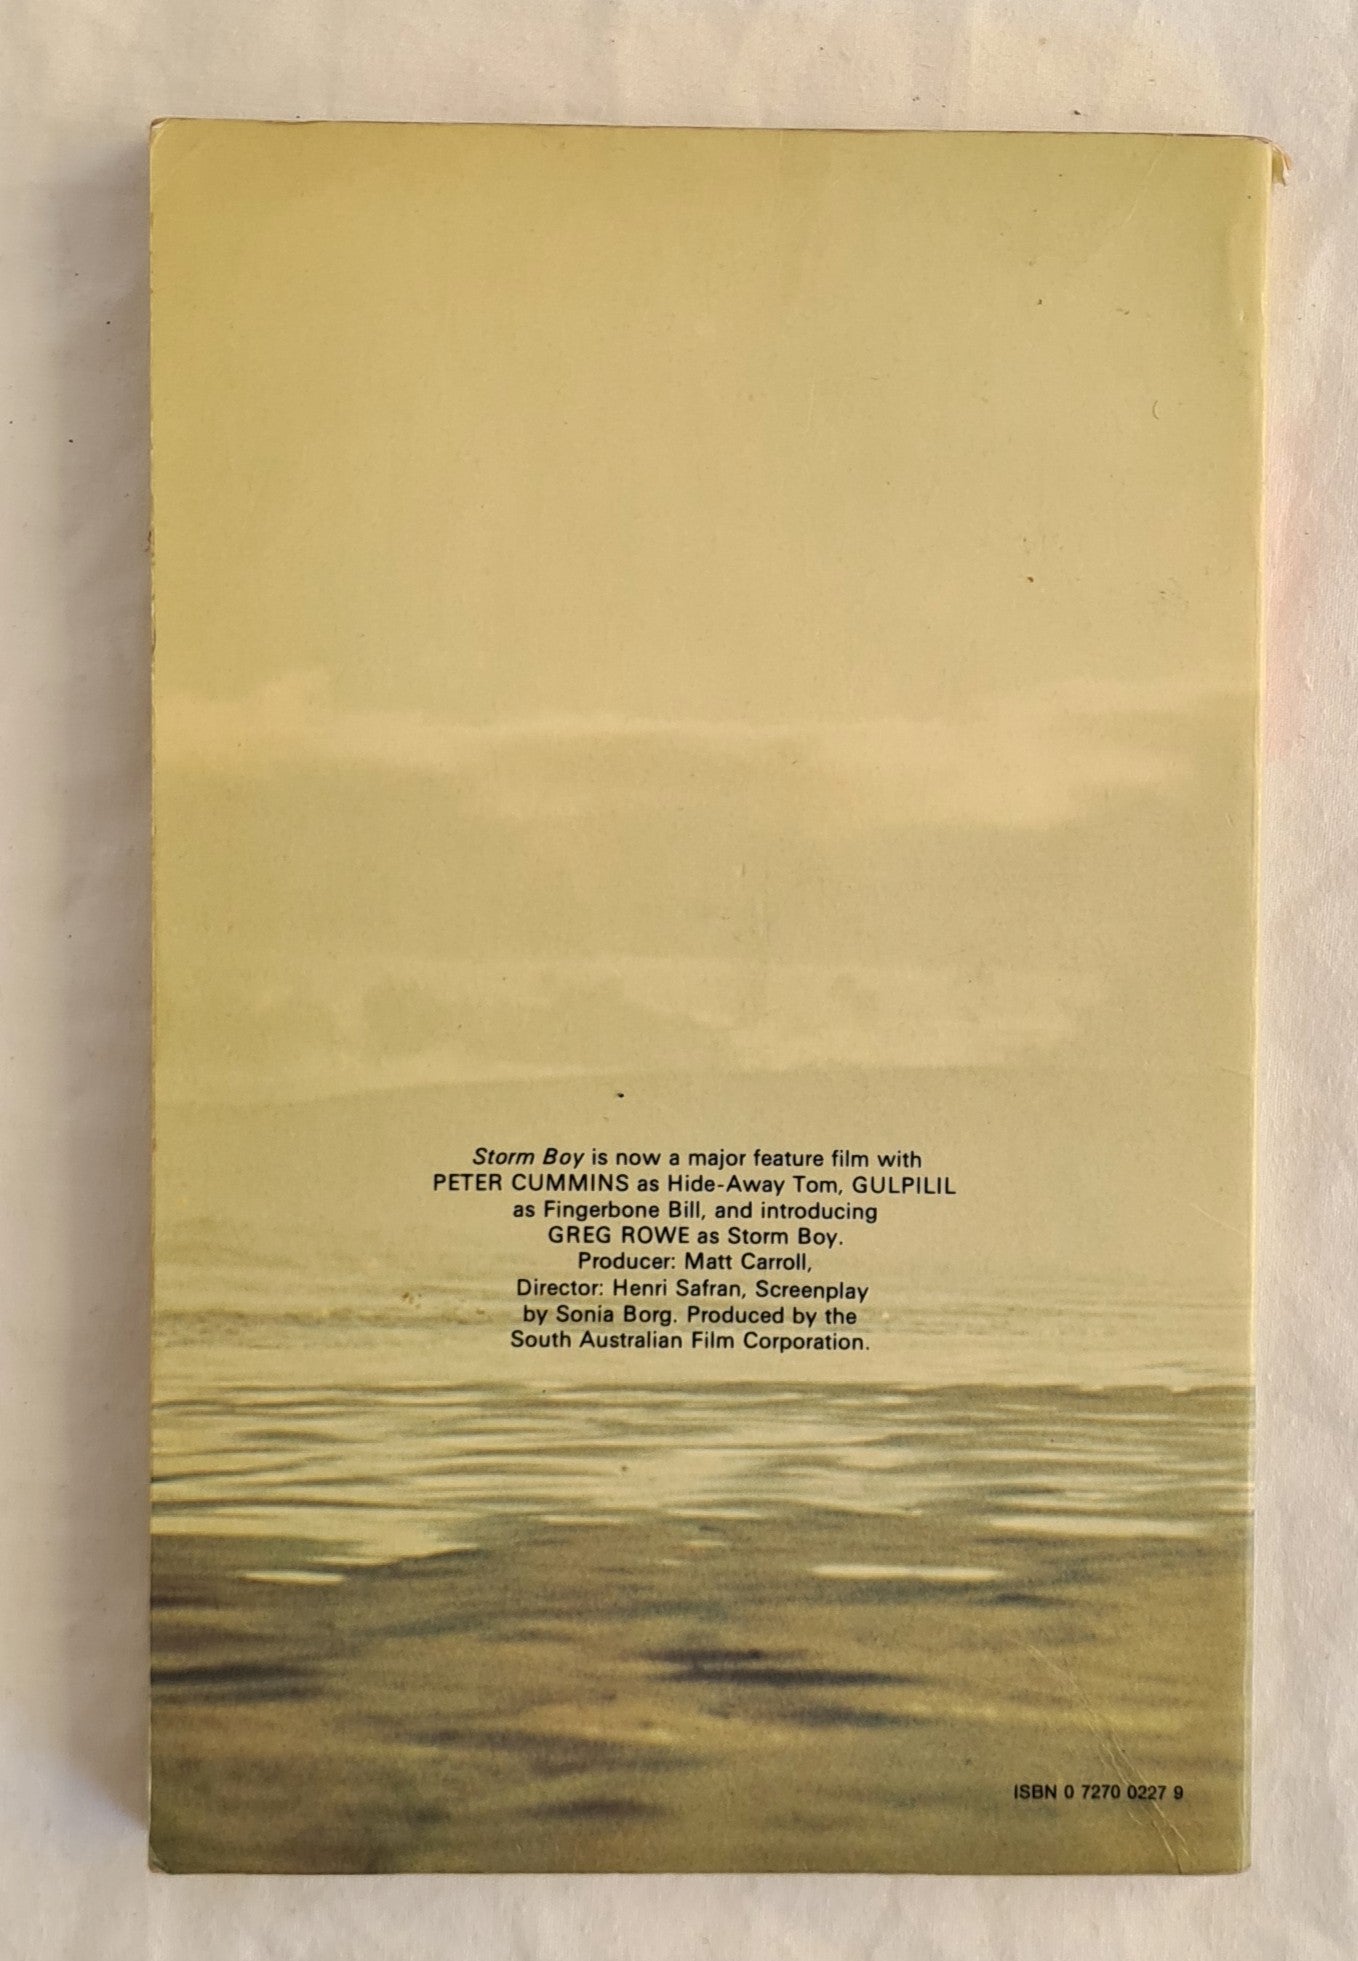 Storm Boy is now a major feature film with
PETER CUMMINS as Hide-Away Tom, GULPILIL
as Fingerbone Bill, and introducing
GREG ROWE as Storm Boy.
Producer: Matt Carroll,
Director: Henri Safran, Screenplay
by Sonia Borg. Produced by the
South Australian Film Corporation.
ISBN 0 7270 0227 9